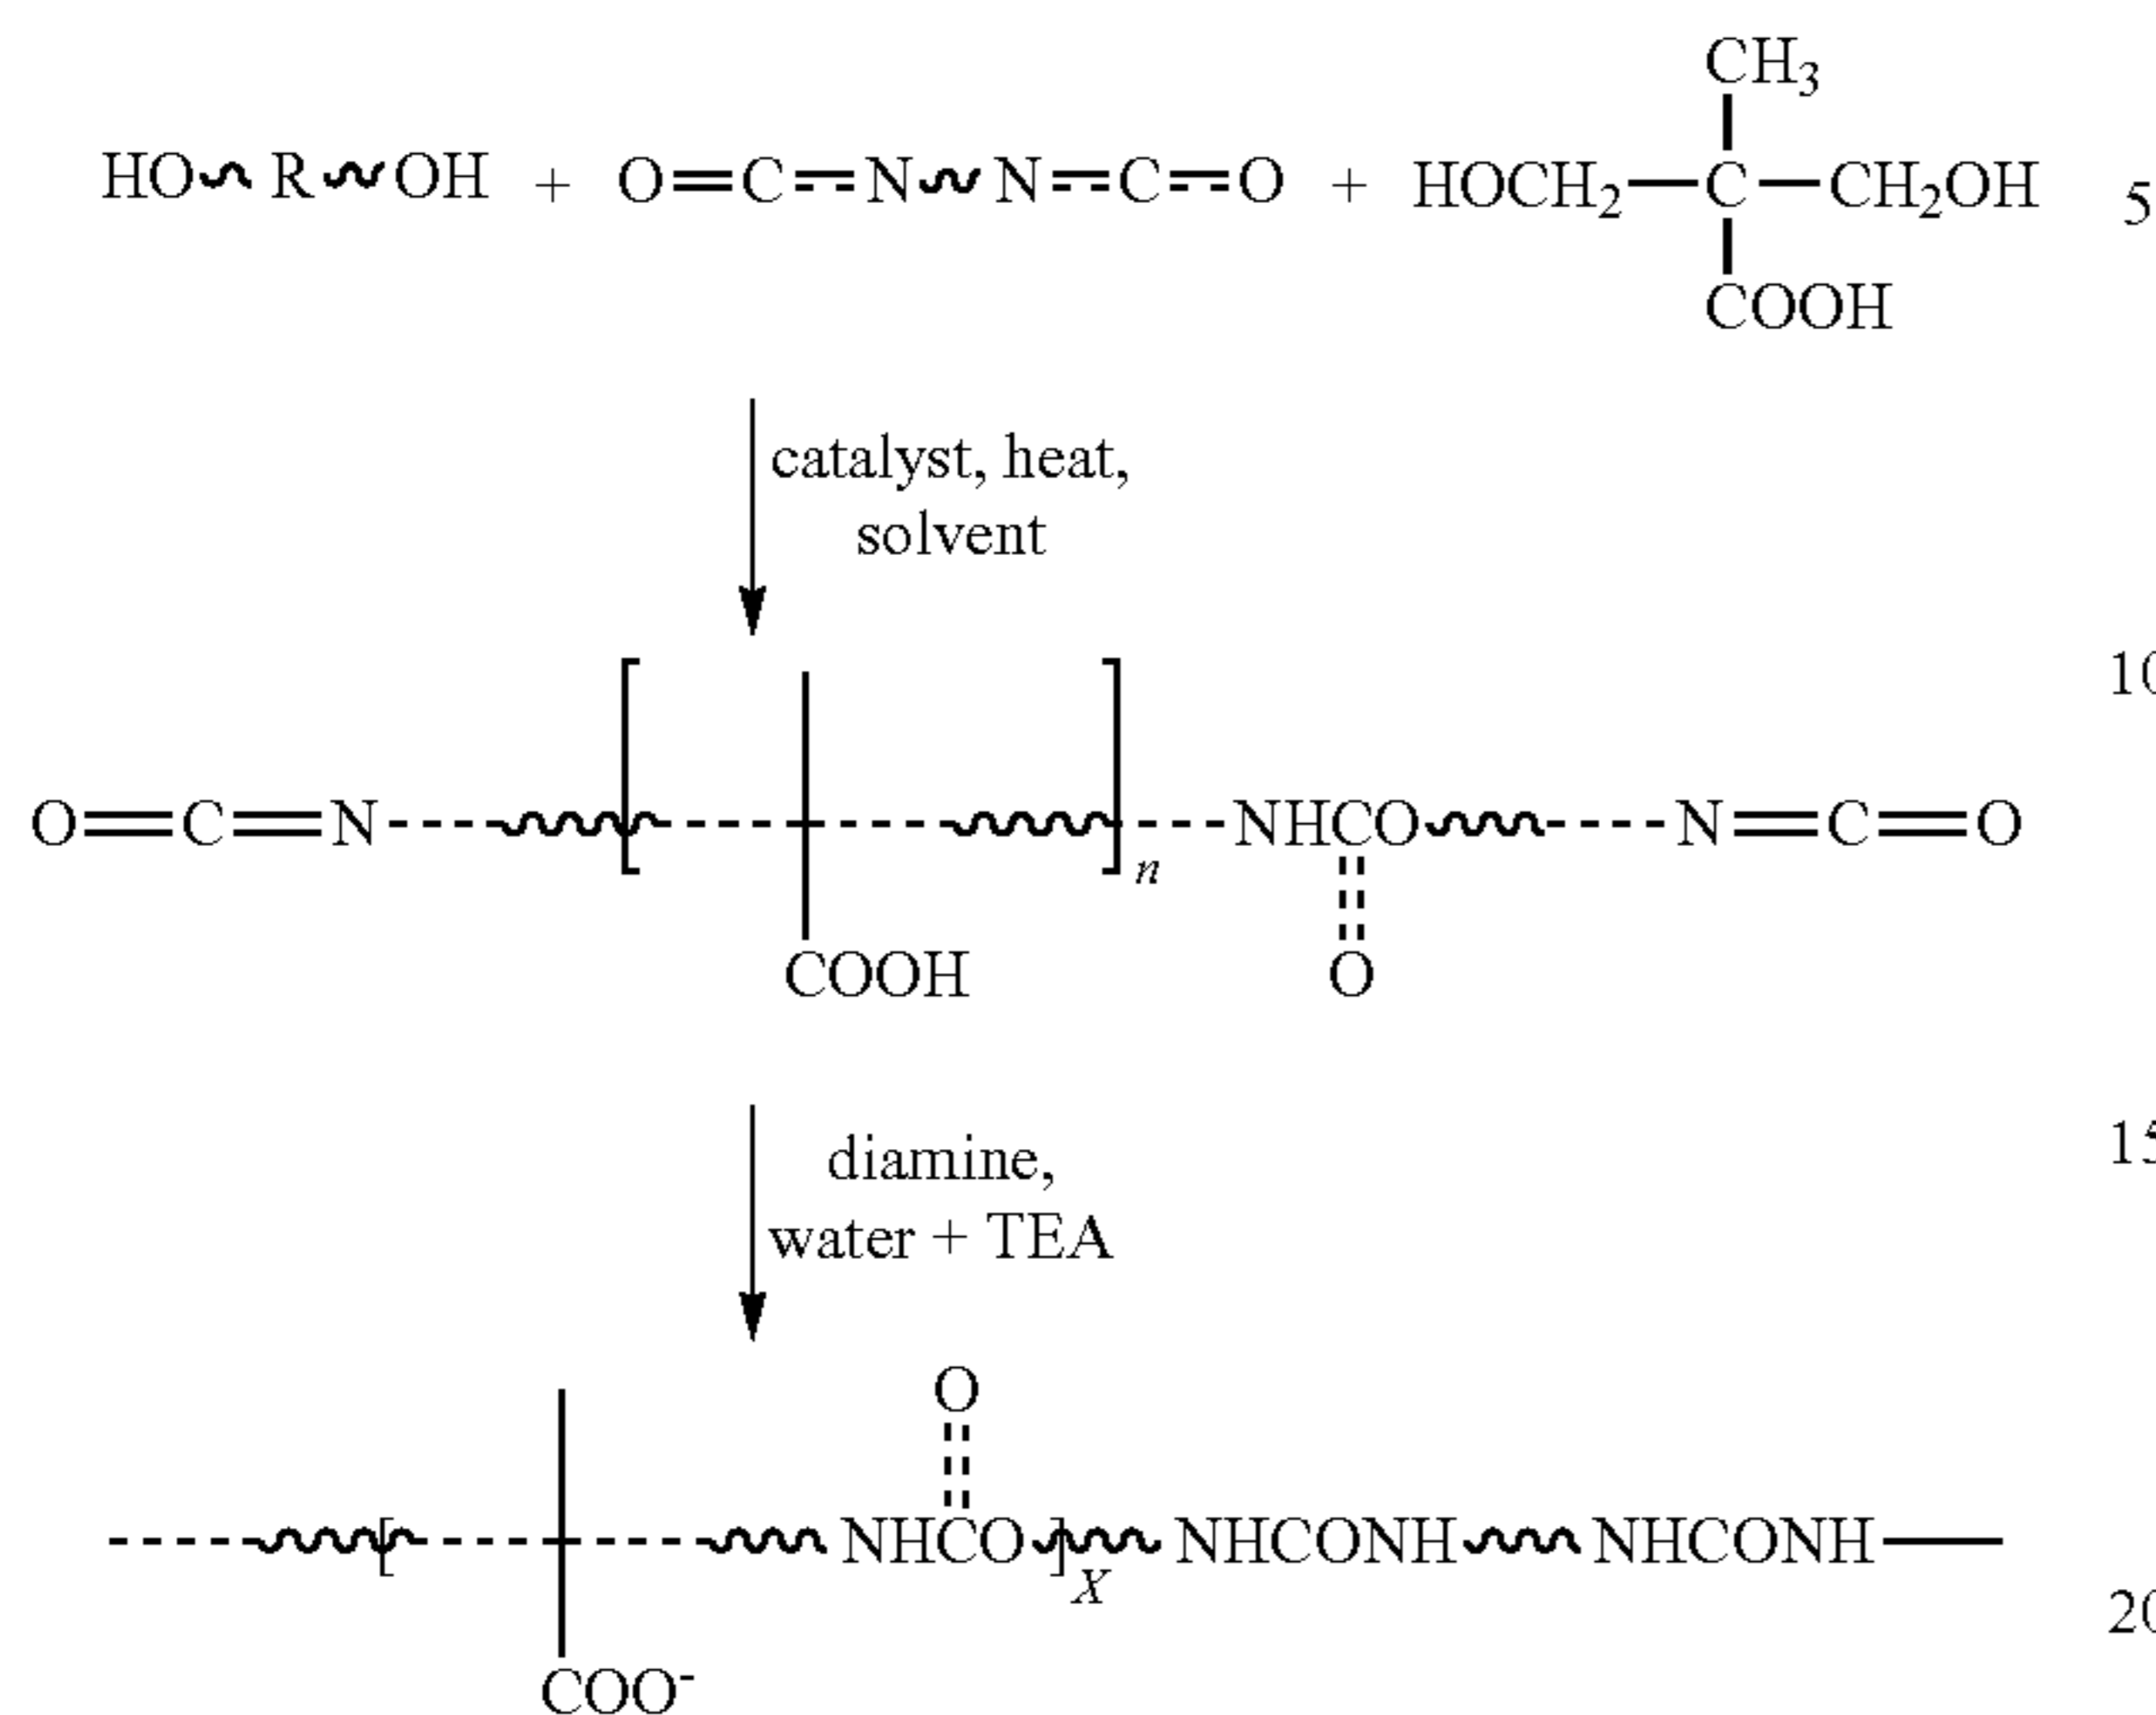 CH3
HO R OH + O=C=N N=C=O + HOCH2—C—CH2OH 5
COOH
catalyst, heat,
solvent
10
O=C=N [ ]n NHCO N=C=O
COOH O
15
diamine,
water + TEA
O
[ NHCO ]X NHCONH NHCONH
20
COO-